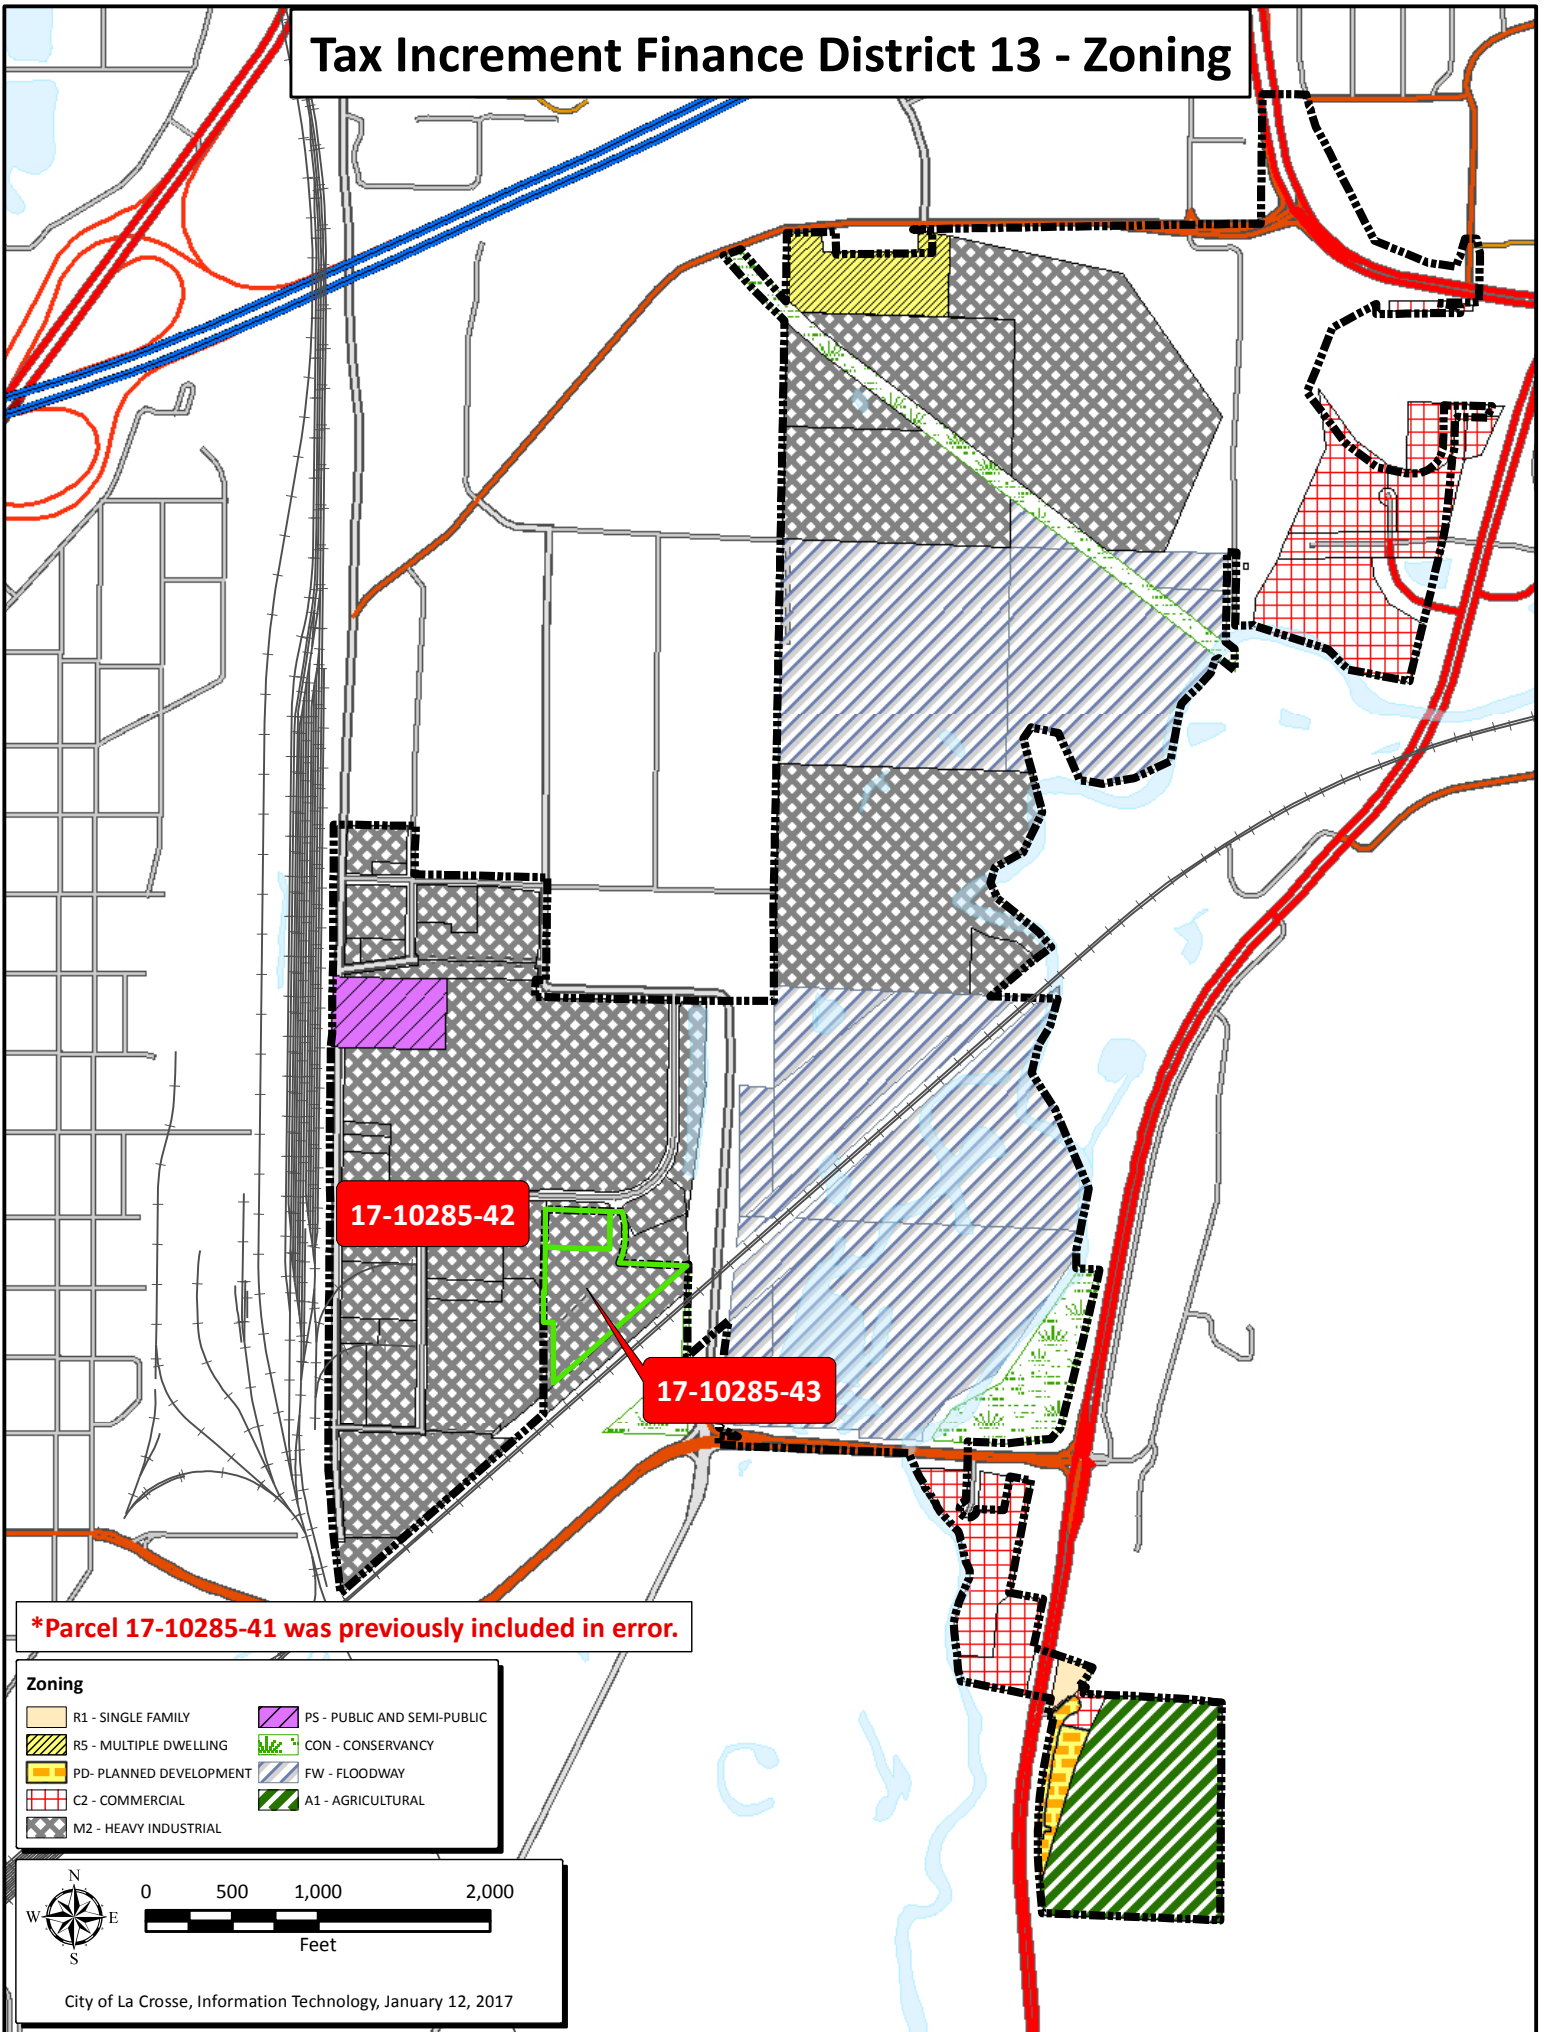 Tax Increment Finance District 13 - Zoning
17-10285-42
17-10285-43
*Parcel 17-10285-41 was previously included in error.
Zoning
R1 - SINGLE FAMILY
R5 - MULTIPLE DWELLING
PD- PLANNED DEVELOPMENT
C2 - COMMERCIAL
M2 - HEAVY INDUSTRIAL
PS - PUBLIC AND SEMI-PUBLIC
CON - CONSERVANCY
FW - FLOODWAY
A1 - AGRICULTURAL
N
W E
S
0 500 1,000 2,000
Feet
City of La Crosse, Information Technology, January 12, 2017